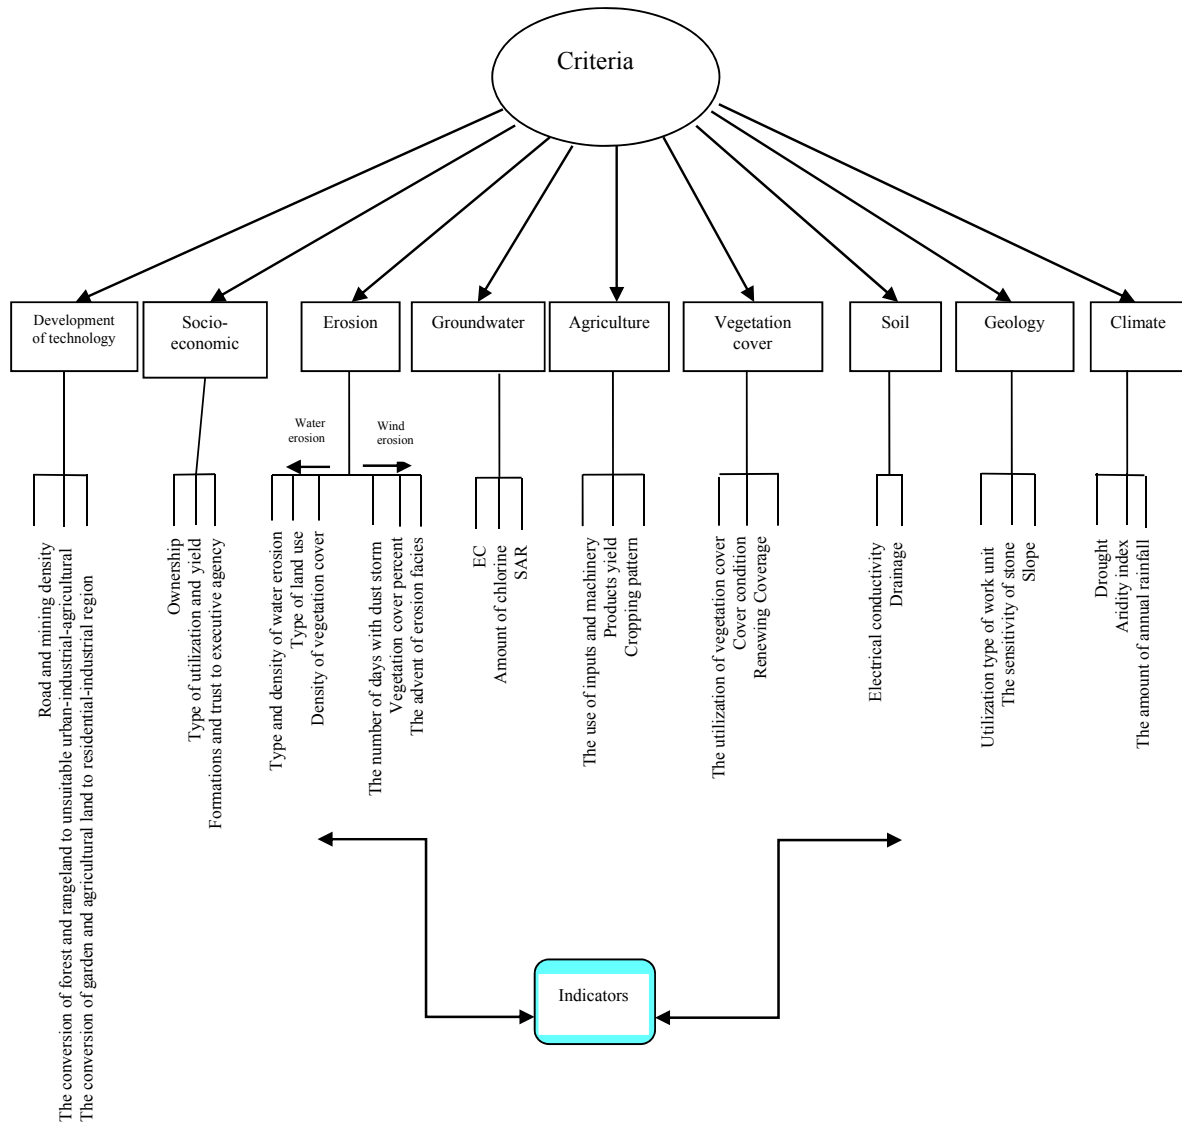 Criteria
Development
of technology
Socio-
economic
Erosion
Groundwater
Agriculture
Vegetation
cover
Soil
Geology
Climate
Water
erosion
Wind
erosion
Road and mining density
The conversion of forest and rangeland to unsuitable urban-industrial-agricultural
The conversion of garden and agricultural land to residential-industrial region
Ownership
Type of utilization and yield
Formations and trust to executive agency
Type and density of water erosion
Type of land use
Density of vegetation cover
The number of days with dust storm
Vegetation cover percent
The advent of erosion facies
EC
Amount of chlorine
SAR
The use of inputs and machinery
Products yield
Cropping pattern
The utilization of vegetation cover
Cover condition
Renewing Coverage
Electrical conductivity
Drainage
Utilization type of work unit
The sensitivity of stone
Slope
Drought
Aridity index
The amount of annual rainfall
Indicators